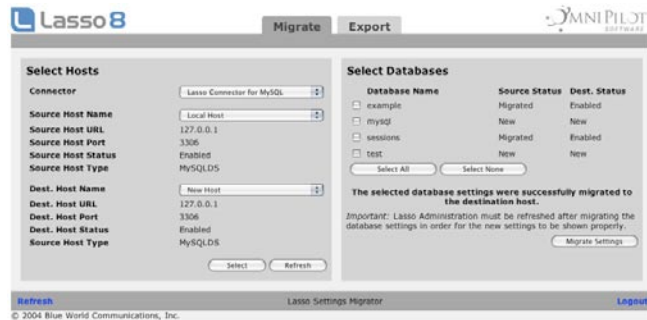 Lasso 8
Migrate
Export
OMNIPILOT
SOFTWARE
Select Hosts
Connector Lasso Connector for MySQL
Source Host Name Local Host
Source Host URL 127.0.0.1
Source Host Port 3306
Source Host Status Enabled
Source Host Type MySQLDS
Dest. Host Name New Host
Dest. Host URL 127.0.0.1
Dest. Host Port 3306
Dest. Host Status Enabled
Source Host Type MySQLDS
Select Refresh
Select Databases
Database Name Source Status Dest. Status
example Migrated Enabled
mysql New New
sessions Migrated Enabled
test New New
Select All Select None
The selected database settings were successfully migrated to
the destination host.
Important: Lasso Administration must be refreshed after migrating the
database settings in order for the new settings to be shown properly.
Migrate Settings
Refresh Lasso Settings Migrator Logout
© 2004 Blue World Communications, Inc.